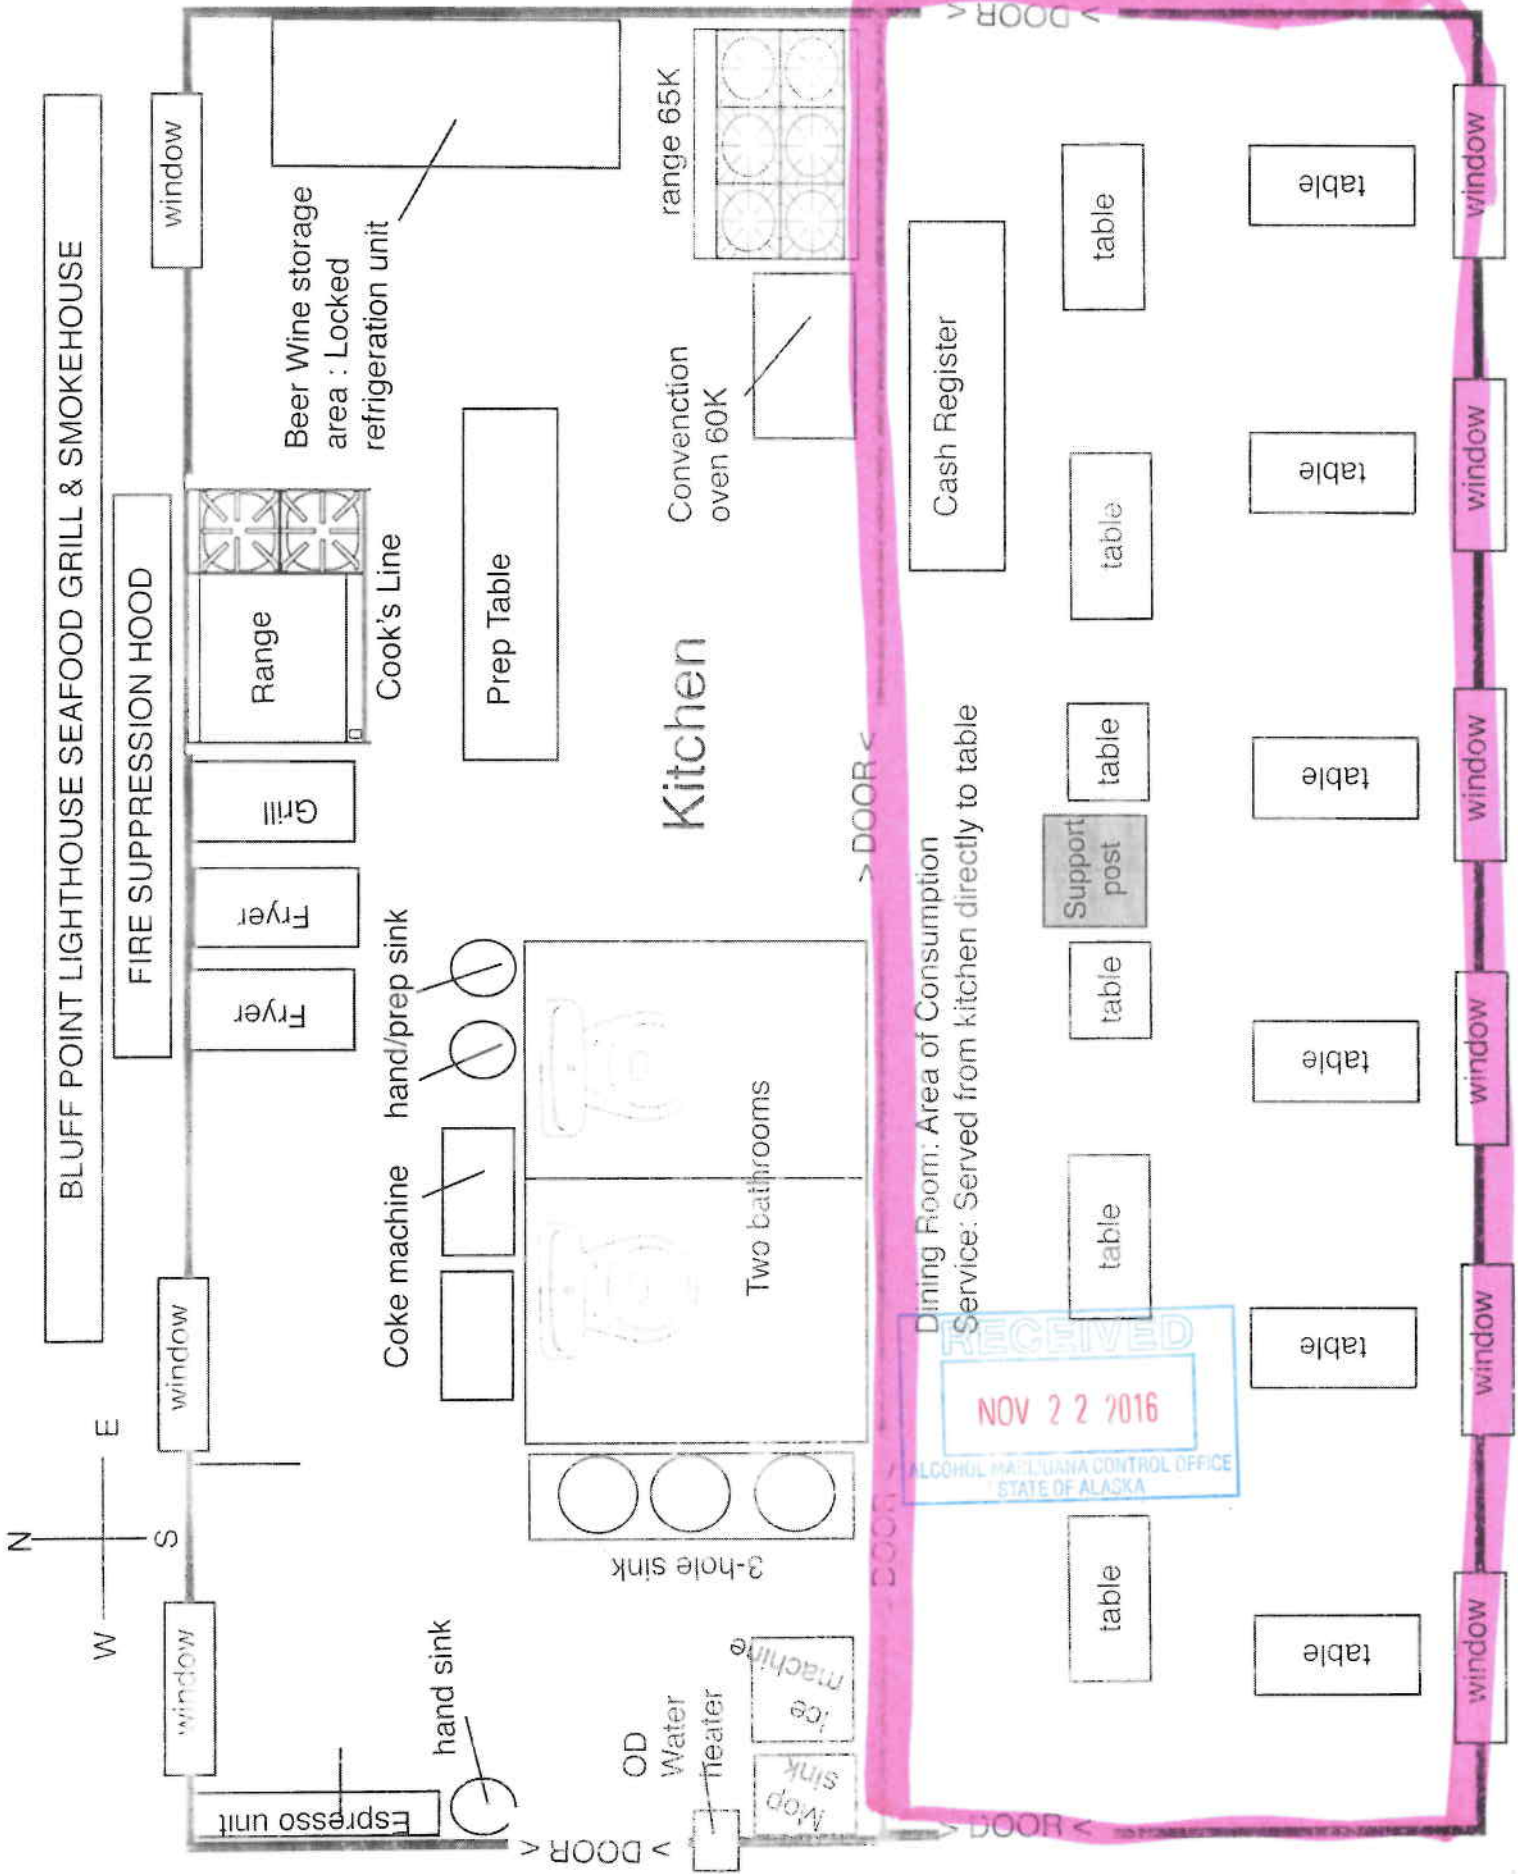 BLUFF POINT LIGHTHOUSE SEAFOOD GRILL & SMOKEHOUSE
FIRE SUPPRESSION HOOD
N
W
E
S
window
window
window
Espresso unit
hand sink
Fryer
Fryer
Grill
Range
Cook's Line
Beer Wine storage
area : Locked
refrigeration unit
Coke machine
hand/prep sink
Prep Table
Kitchen
range 65K
Convenction
oven 60K
Two bathrooms
3-hole sink
OD
Water
heater
Mop
sink
Ice
machine
> DOOR <
> DOOR <
DOOR >
> DOOR <
> DOOR <
Dining Room: Area of Consumption
Service: Served from kitchen directly to table
Cash Register
RECEIVED
NOV 22 2016
ALCOHOL MARIJUANA CONTROL OFFICE
STATE OF ALASKA
table
table
table
Support
post
table
table
table
table
table
table
table
table
table
window
window
window
window
window
window